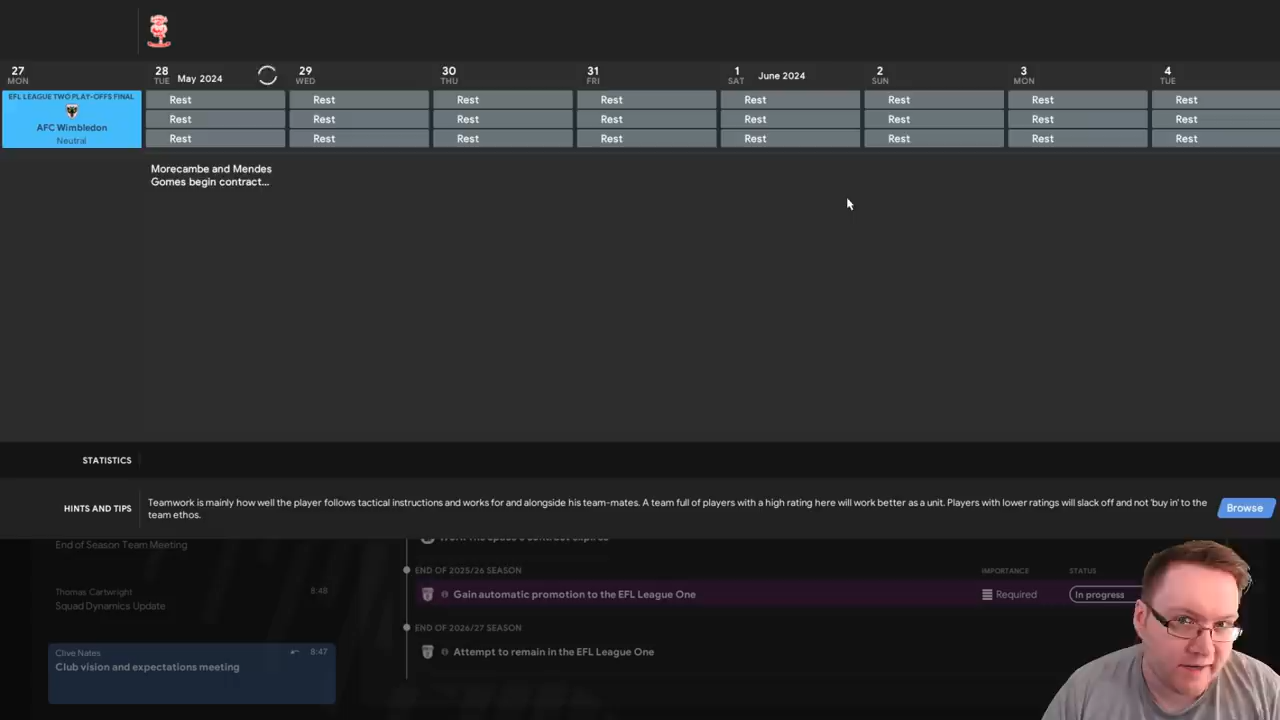 27 MON
28 TUE May 2024
29 WED
30 THU
31 FRI
1 SAT June 2024
2 SUN
3 MON
4 TUE
EFL LEAGUE TWO PLAY-OFFS FINAL
AFC Wimbledon
Neutral
Rest Rest Rest Rest Rest Rest Rest Rest
Rest Rest Rest Rest Rest Rest Rest Rest
Rest Rest Rest Rest Rest Rest Rest Rest
Morecambe and Mendes
Gomes begin contract...
STATISTICS
HINTS AND TIPS
Teamwork is mainly how well the player follows tactical instructions and works for and alongside his team-mates. A team full of players with a high rating here will work better as a unit. Players with lower ratings will slack off and not 'buy in' to the
team ethos.
Browse
End of Season Team Meeting
Thomas Cartwright 8:48
Squad Dynamics Update
Clive Nates 8:47
Club vision and expectations meeting
END OF 2025/26 SEASON IMPORTANCE STATUS
Gain automatic promotion to the EFL League One Required In progress
END OF 2026/27 SEASON
Attempt to remain in the EFL League One